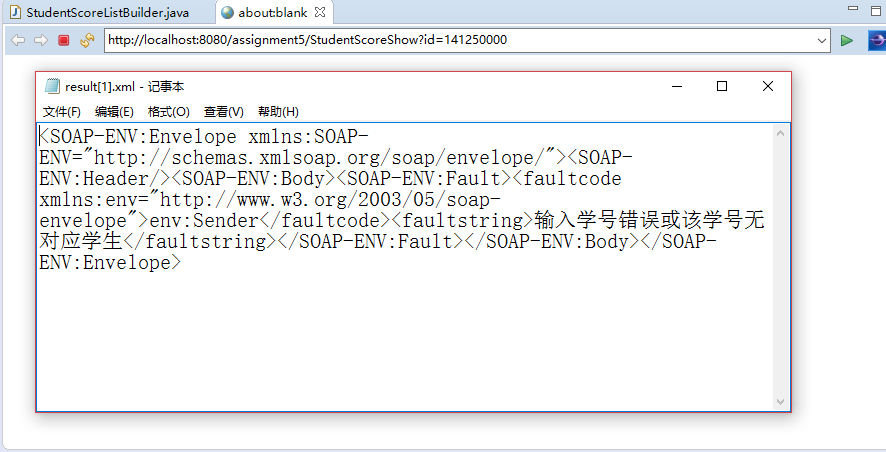 StudentScoreListBuilder.java
about:blank
http://localhost:8080/assignment5/StudentScoreShow?id=141250000
result[1].xml - 记事本
文件(F) 编辑(E) 格式(O) 查看(V) 帮助(H)
<SOAP-ENV:Envelope xmlns:SOAP-
ENV="http://schemas.xmlsoap.org/soap/envelope/"><SOAP-
ENV:Header/><SOAP-ENV:Body><SOAP-ENV:Fault><faultcode
xmlns:env="http://www.w3.org/2003/05/soap-
envelope">env:Sender</faultcode><faultstring>输入学号错误或该学号无
对应学生</faultstring></SOAP-ENV:Fault></SOAP-ENV:Body></SOAP-
ENV:Envelope>